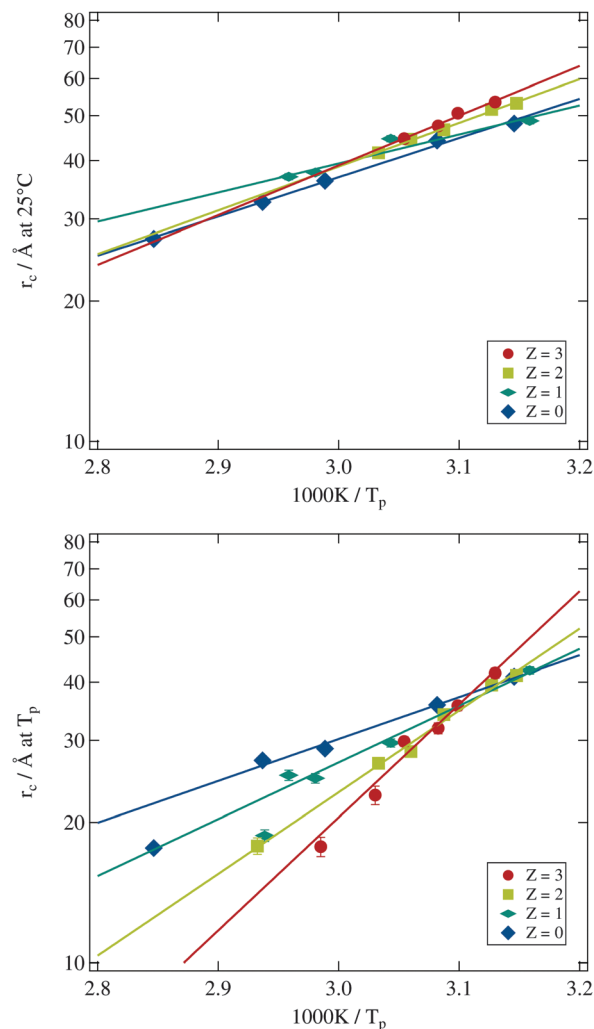 80
70
60
50
40
30
20
10
r_c / Å at 25°C
2.8 2.9 3.0 3.1 3.2
1000K / T_p
Z = 3
Z = 2
Z = 1
Z = 0
80
70
60
50
40
30
20
10
r_c / Å at T_p
2.8 2.9 3.0 3.1 3.2
1000K / T_p
Z = 3
Z = 2
Z = 1
Z = 0